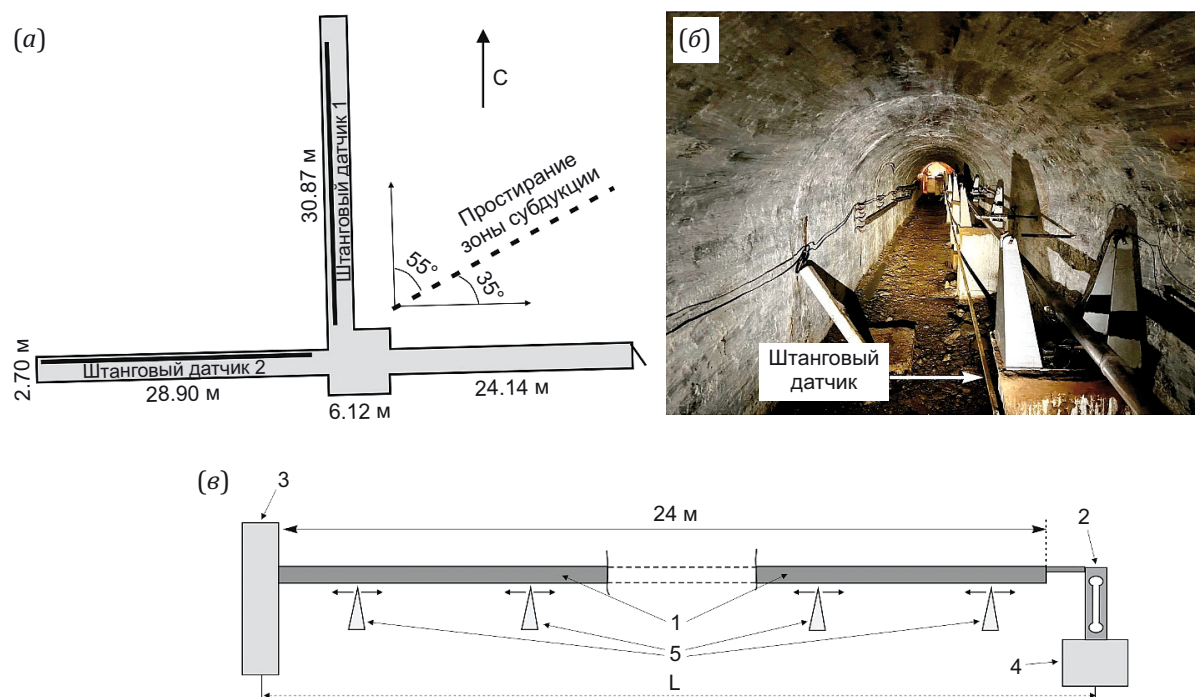 (а)
С
Штанговый датчик 1
30.87 м
Простирание
зоны субдукции
55°
35°
Штанговый датчик 2
2.70 м
28.90 м
6.12 м
24.14 м
(б)
Штанговый
датчик
(в)
3
24 м
2
1
5
4
L